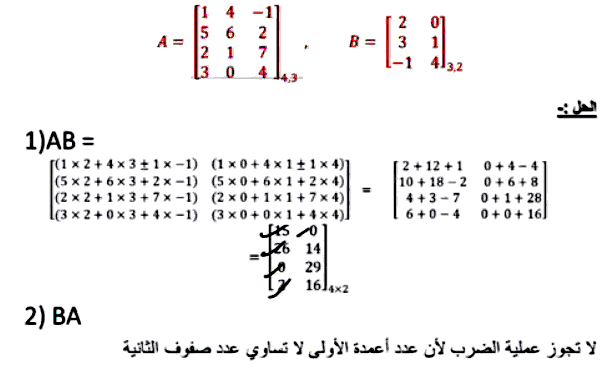 A = [1 4 −1
5 6 2
2 1 7
3 0 4]4,3 , B = [2 0
3 1
−1 4]3,2
الحل :-
1)AB =
[(1 × 2 + 4 × 3 ± 1 × −1) (1 × 0 + 4 × 1 ± 1 × 4)
(5 × 2 + 6 × 3 + 2 × −1) (5 × 0 + 6 × 1 + 2 × 4)
(2 × 2 + 1 × 3 + 7 × −1) (2 × 0 + 1 × 1 + 7 × 4)
(3 × 2 + 0 × 3 + 4 × −1) (3 × 0 + 0 × 1 + 4 × 4)] = [2 + 12 + 1 0 + 4 − 4
10 + 18 − 2 0 + 6 + 8
4 + 3 − 7 0 + 1 + 28
6 + 0 − 4 0 + 0 + 16]
= [15 0
26 14
0 29
2 16]4×2
2) BA
لا تجوز عملية الضرب لأن عدد أعمدة الأولى لا تساوي عدد صفوف الثانية